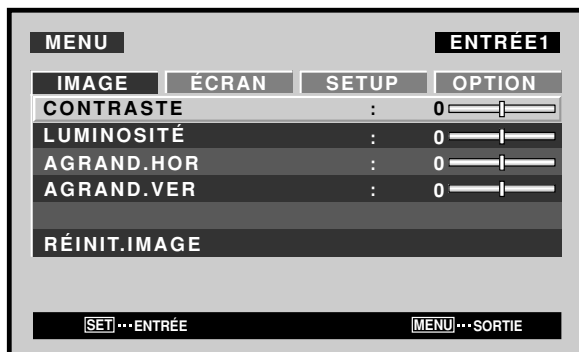 MENU ENTRÉE1
IMAGE ÉCRAN SETUP OPTION
CONTRASTE : 0
LUMINOSITÉ : 0
AGRAND.HOR : 0
AGRAND.VER : 0
RÉINIT.IMAGE
SET···ENTRÉE MENU···SORTIE